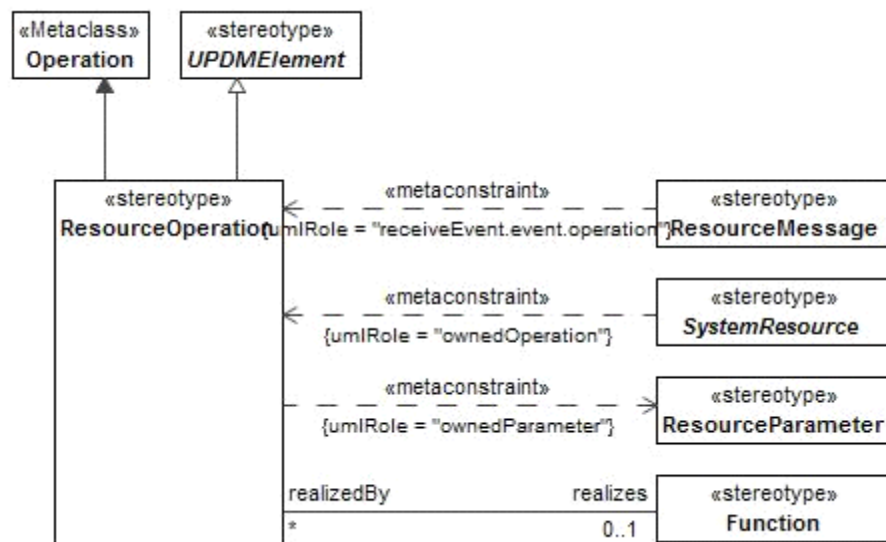 «Metaclass»
Operation
«stereotype»
UPDMElement
«stereotype»
ResourceOperation
«metaconstraint»
{umlRole = "receiveEvent.event.operation"}
«stereotype»
ResourceMessage
«metaconstraint»
{umlRole = "ownedOperation"}
«stereotype»
SystemResource
«metaconstraint»
{umlRole = "ownedParameter"}
«stereotype»
ResourceParameter
realizedBy
realizes
*
0..1
«stereotype»
Function